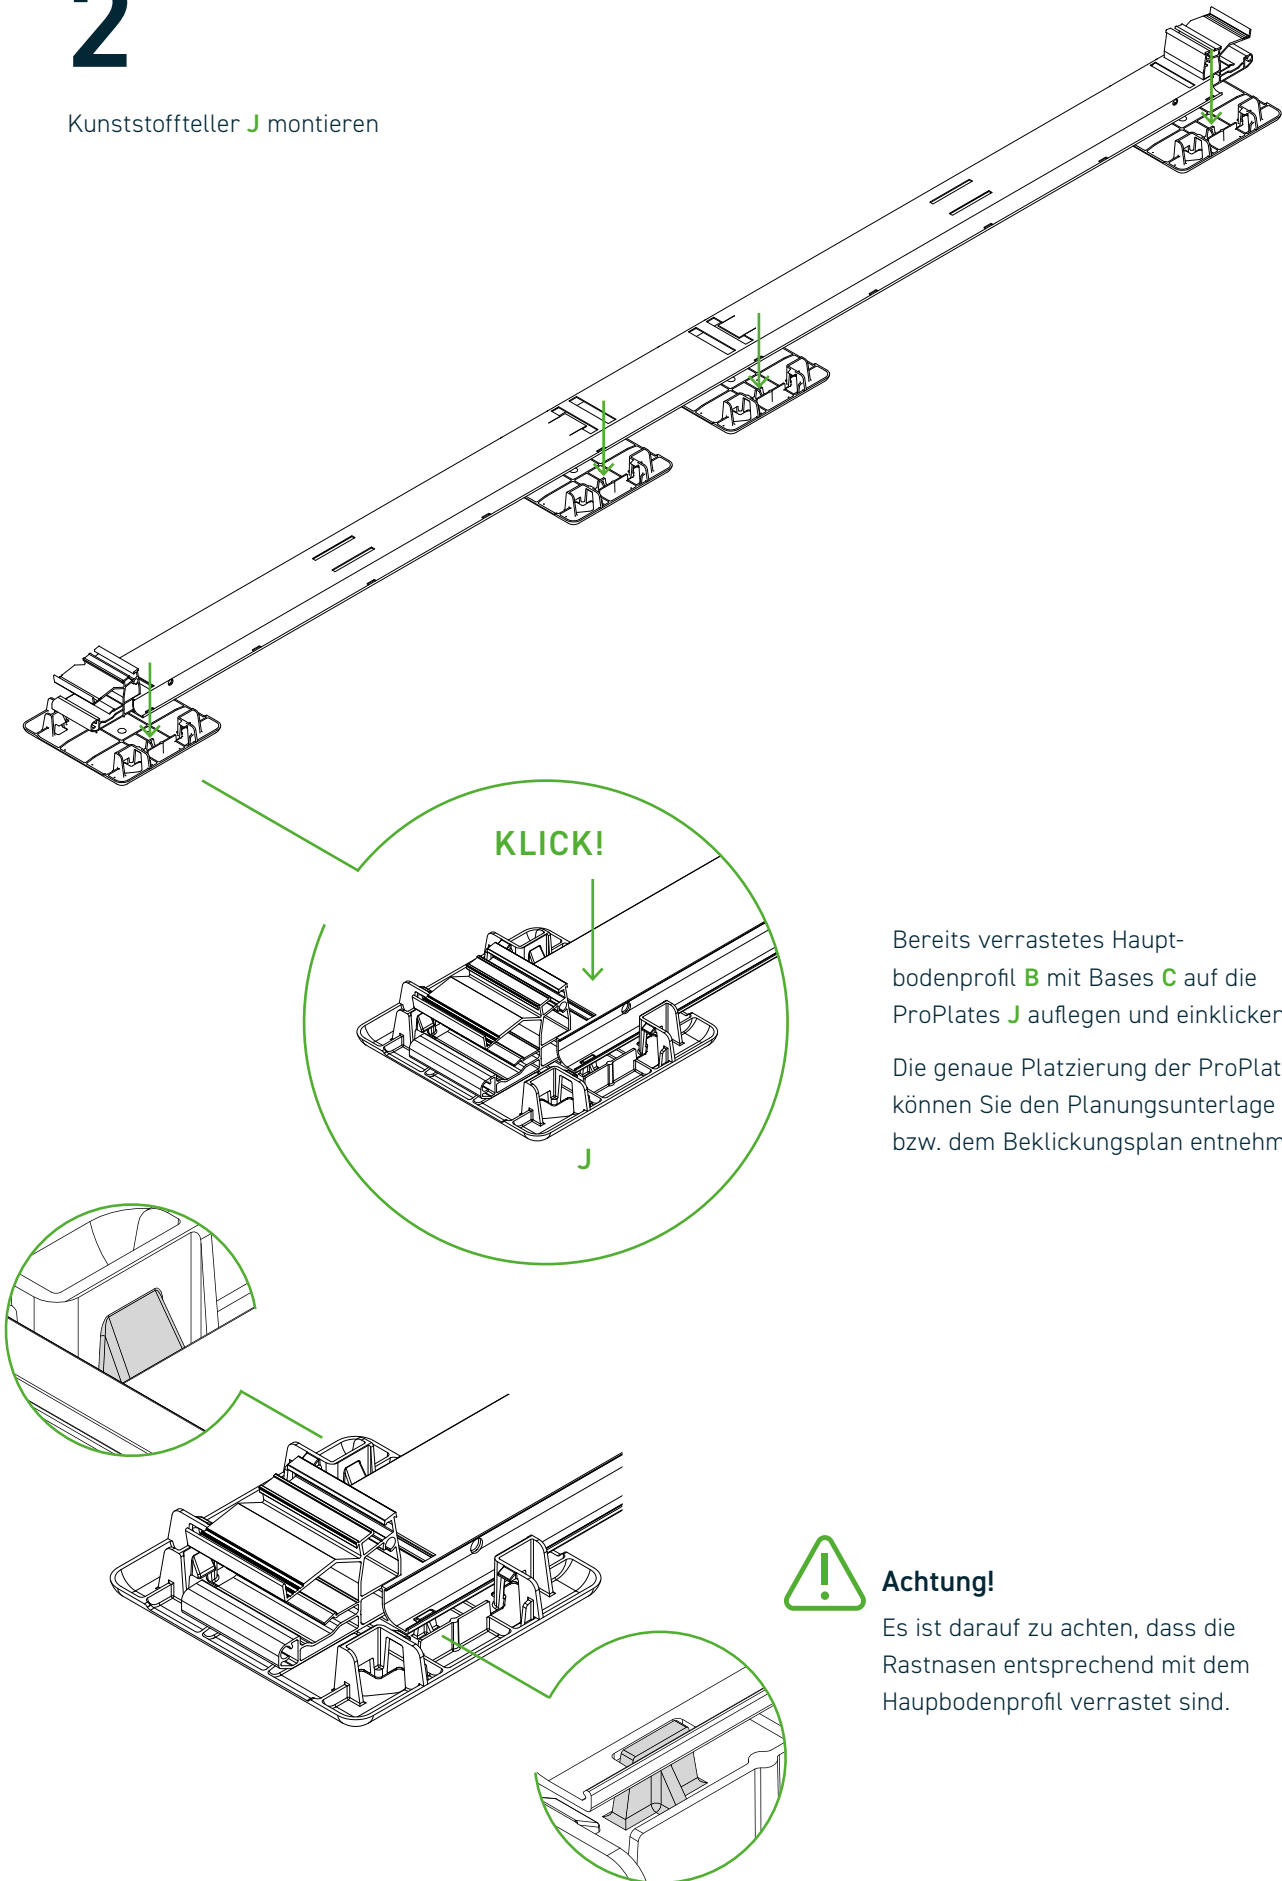 2
Kunststoffteller J montieren
KLICK!
J
Bereits verrastetes Haupt-
bodenprofil B mit Bases C auf die
ProPlates J auflegen und einklicken
Die genaue Platzierung der
können Sie den Planungsunterlage
bzw. dem Beklickungsplan
Achtung!
Es ist darauf zu achten, dass die
Rastnasen entsprechend mit dem
Haupbodenprofil verrastet sind.